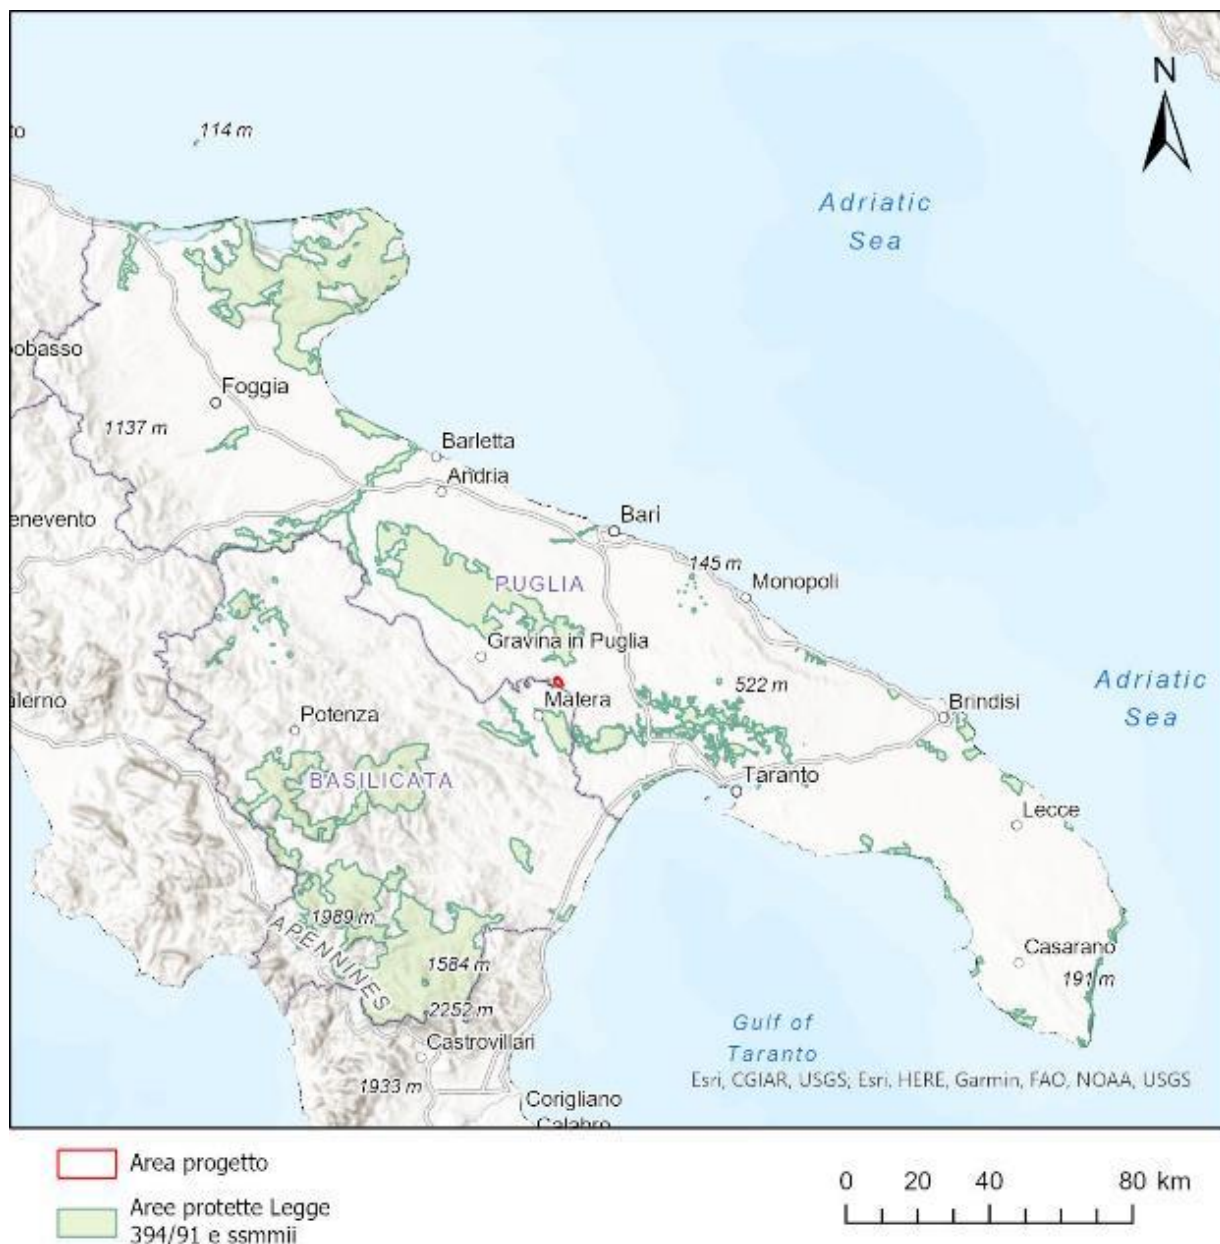 N
to
114 m
Adriatic
Sea
obasso
Foggia
1137 m
Barletta
Andria
enevento
Bari
145 m
PUGLIA
Monopoli
Gravina in Puglia
522 m
Adriatic
Sea
alerno
Matera
Brindisi
Potenza
BASILICATA
Taranto
Lecce
1989 m
APENNINES
1584 m
Casarano
191 m
2252 m
Gulf of
Taranto
Castrovillari
Esri, CGIAR, USGS; Esri, HERE, Garmin, FAO, NOAA, USGS
1933 m
Corigliano
Calabro
Area progetto
Aree protette Legge
394/91 e ssmmii
0 20 40 80 km